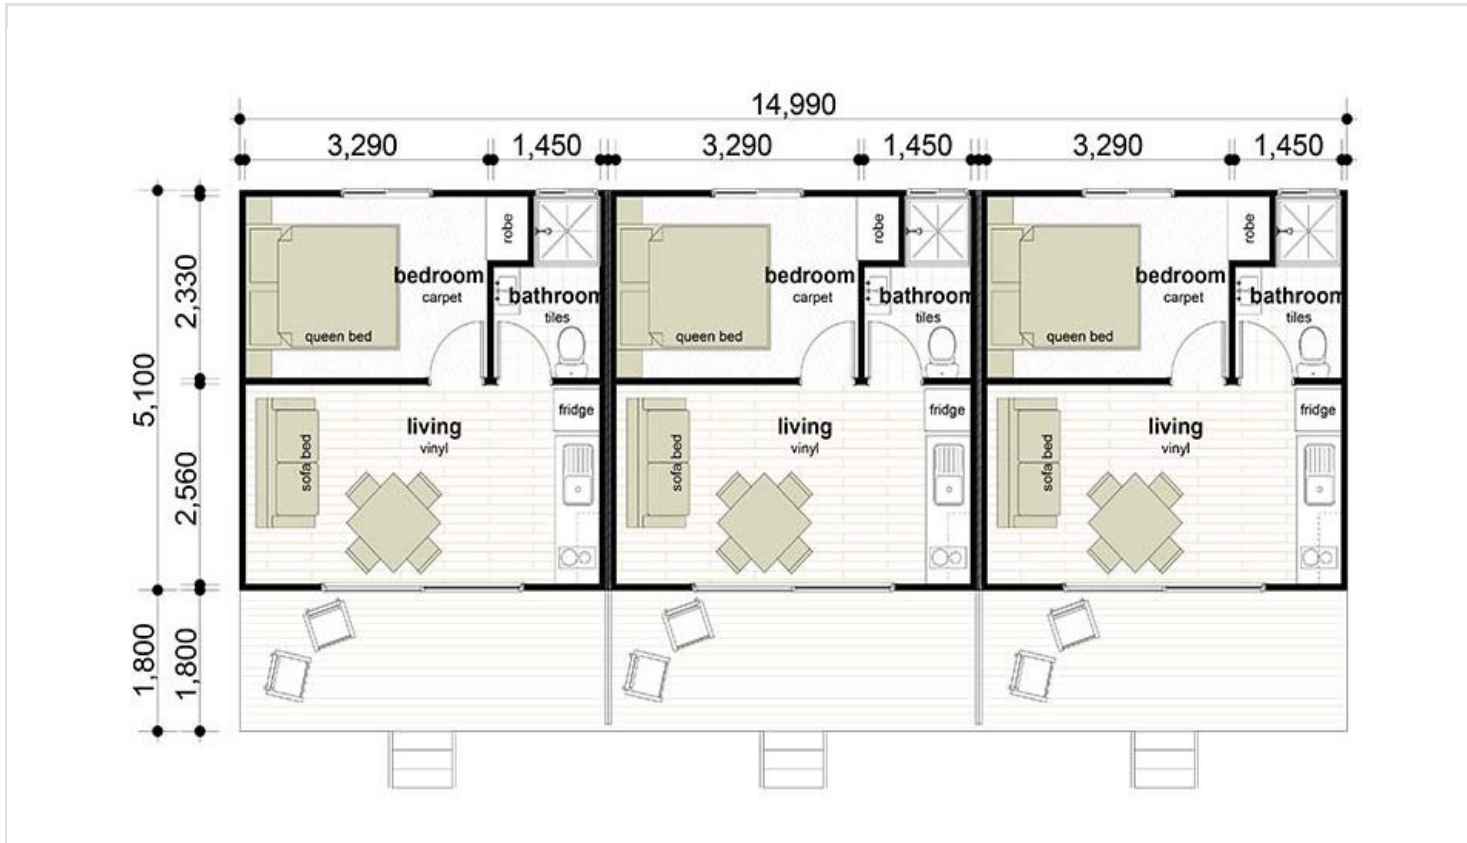 14,990
3,290 1,450 3,290 1,450 3,290 1,450
robe robe robe
2,330
bedroom bathroom bedroom bathroom bedroom bathroom
carpet tiles carpet tiles carpet tiles
queen bed queen bed queen bed
5,100
fridge fridge fridge
living living living
vinyl vinyl vinyl
sofa bed sofa bed sofa bed
2,560
1,800 1,800